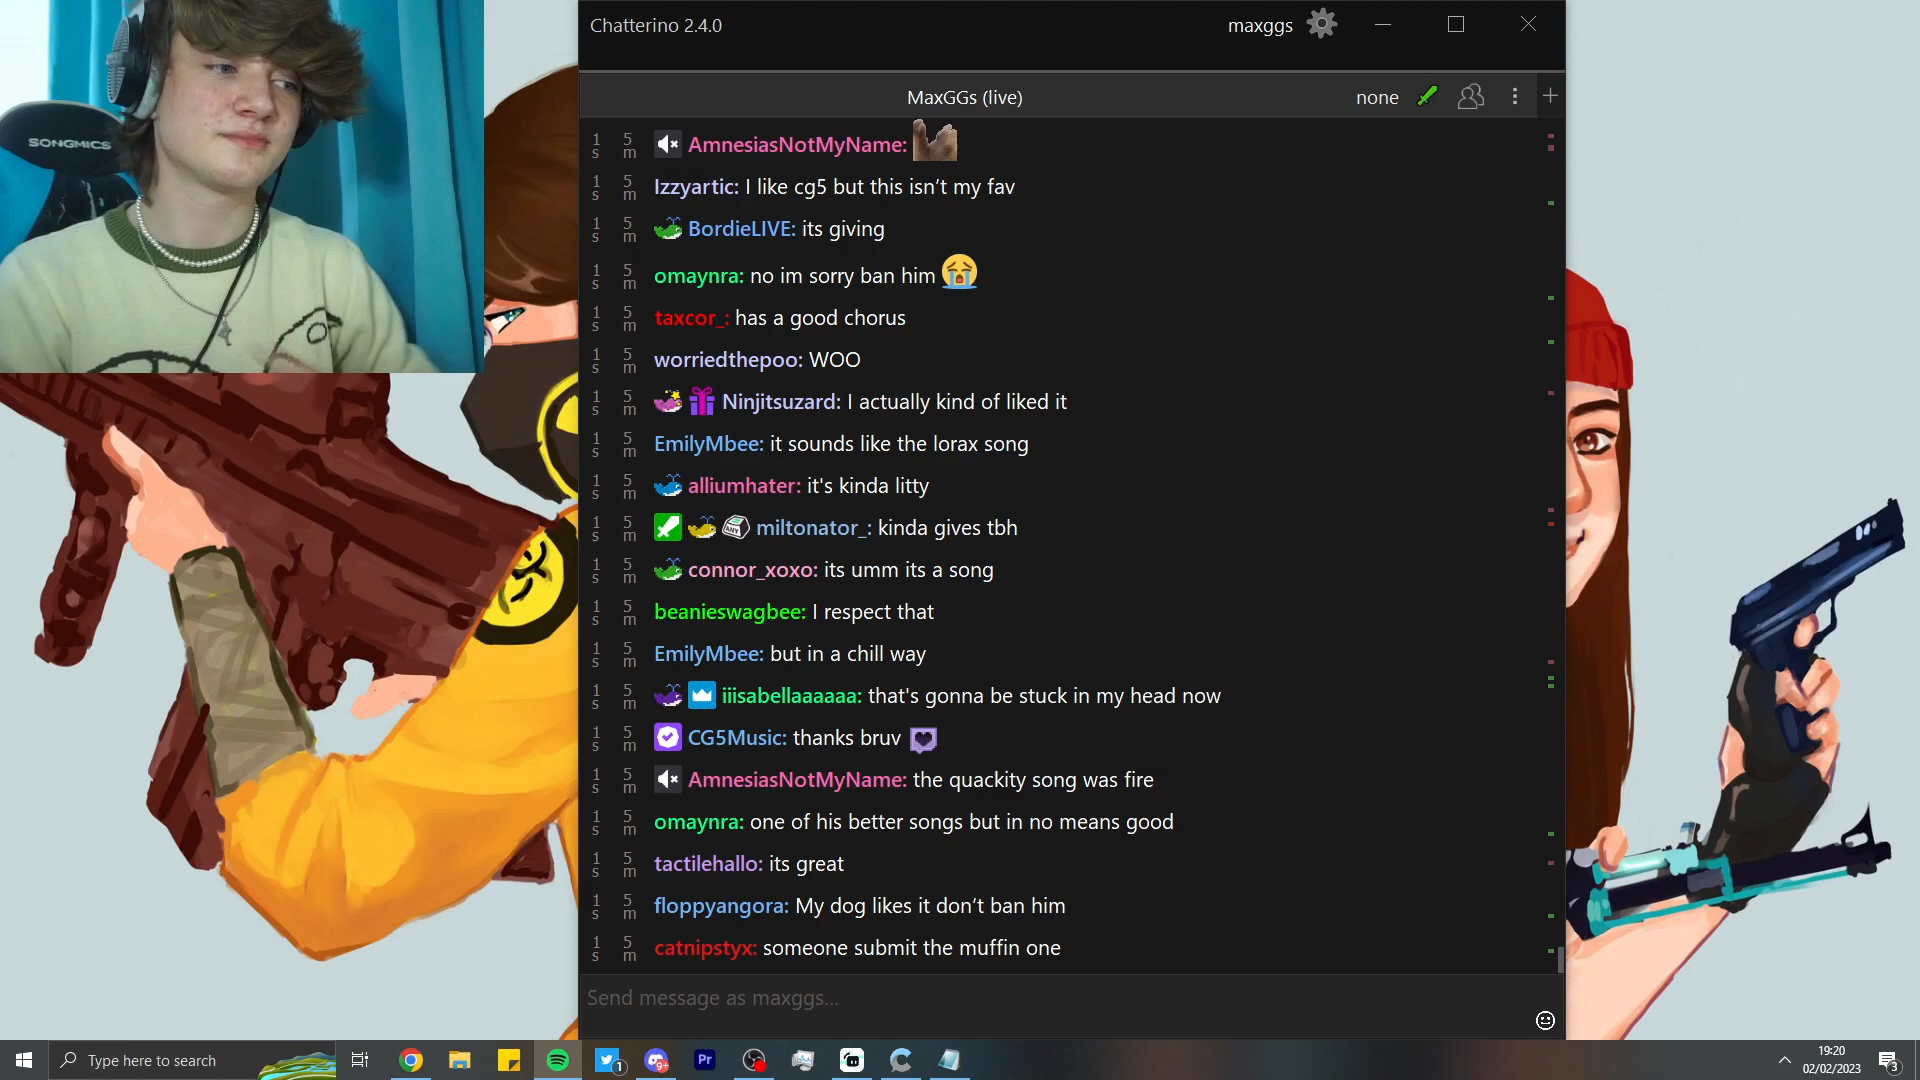 Chatterino 2.4.0
maxggs
SONGMICS
MaxGGs (live)
none
1s 5m AmnesiasNotMyName:
1s 5m Izzyartic: I like cg5 but this isn’t my fav
1s 5m BordieLIVE: its giving
1s 5m omaynra: no im sorry ban him 😭
1s 5m taxcor_: has a good chorus
1s 5m worriedthepoo: WOO
1s 5m Ninjitsuzard: I actually kind of liked it
1s 5m EmilyMbee: it sounds like the lorax song
1s 5m alliumhater: it's kinda litty
1s 5m ANY miltonator_: kinda gives tbh
1s 5m connor_xoxo: its umm its a song
1s 5m beanieswagbee: I respect that
1s 5m EmilyMbee: but in a chill way
1s 5m iiisabellaaaaaa: that's gonna be stuck in my head now
1s 5m CG5Music: thanks bruv
1s 5m AmnesiasNotMyName: the quackity song was fire
1s 5m omaynra: one of his better songs but in no means good
1s 5m tactilehallo: its great
1s 5m floppyangora: My dog likes it don’t ban him
1s 5m catnipstyx: someone submit the muffin one
Send message as maxggs...
Type here to search
1
9+
Pr
19:20
02/02/2023
3